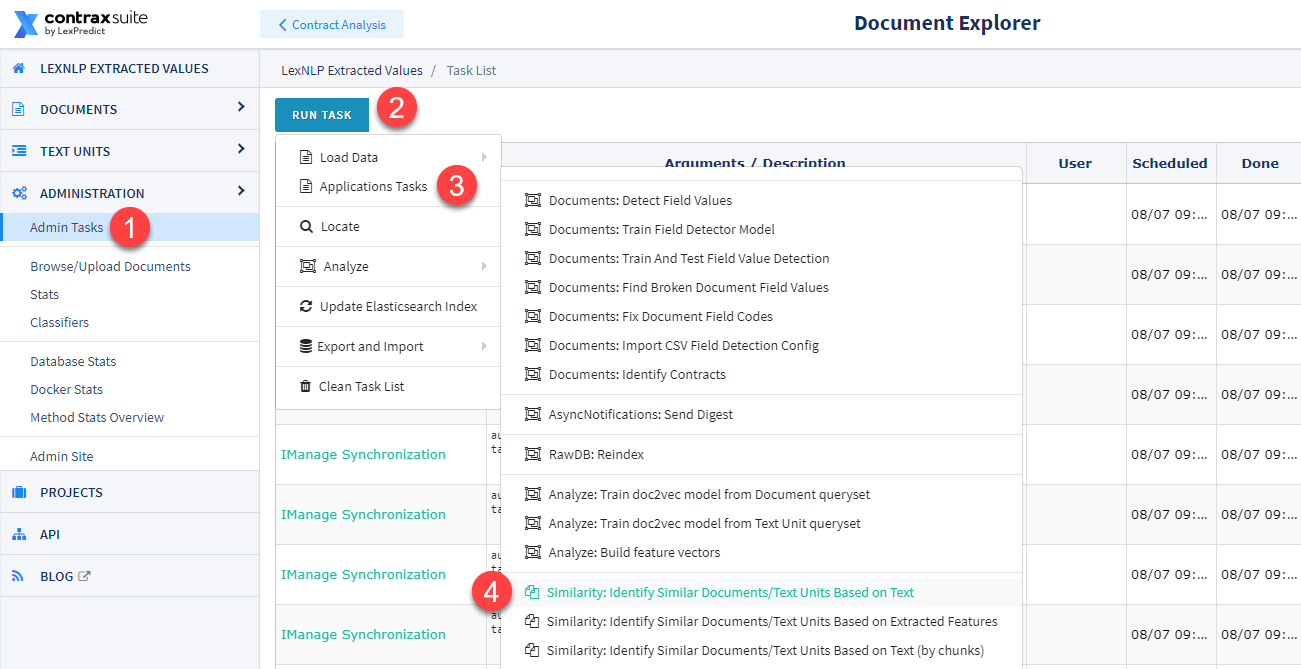 contraxsuite
by LexPredict
Contract Analysis
Document Explorer
LEXNLP EXTRACTED VALUES
DOCUMENTS
TEXT UNITS
ADMINISTRATION
Admin Tasks
1
Browse/Upload Documents
Stats
Classifiers
Database Stats
Docker Stats
Method Stats Overview
Admin Site
PROJECTS
API
BLOG
LexNLP Extracted Values / Task List
RUN TASK
2
Load Data
Applications Tasks
3
Locate
Analyze
Update Elasticsearch Index
Export and Import
Clean Task List
Arguments / Description
User
Scheduled
Done
Documents: Detect Field Values
Documents: Train Field Detector Model
Documents: Train And Test Field Value Detection
Documents: Find Broken Document Field Values
Documents: Fix Document Field Codes
Documents: Import CSV Field Detection Config
Documents: Identify Contracts
AsyncNotifications: Send Digest
RawDB: Reindex
Analyze: Train doc2vec model from Document queryset
Analyze: Train doc2vec model from Text Unit queryset
Analyze: Build feature vectors
4
Similarity: Identify Similar Documents/Text Units Based on Text
Similarity: Identify Similar Documents/Text Units Based on Extracted Features
Similarity: Identify Similar Documents/Text Units Based on Text (by chunks)
08/07 09:... 08/07 09:...
08/07 09:... 08/07 09:...
08/07 09:... 08/07 09:...
08/07 09:... 08/07 09:...
IManage Synchronization 08/07 09:... 08/07 09:...
IManage Synchronization 08/07 09:... 08/07 09:...
IManage Synchronization 08/07 09:... 08/07 09:...
IManage Synchronization 08/07 09:... 08/07 09:...